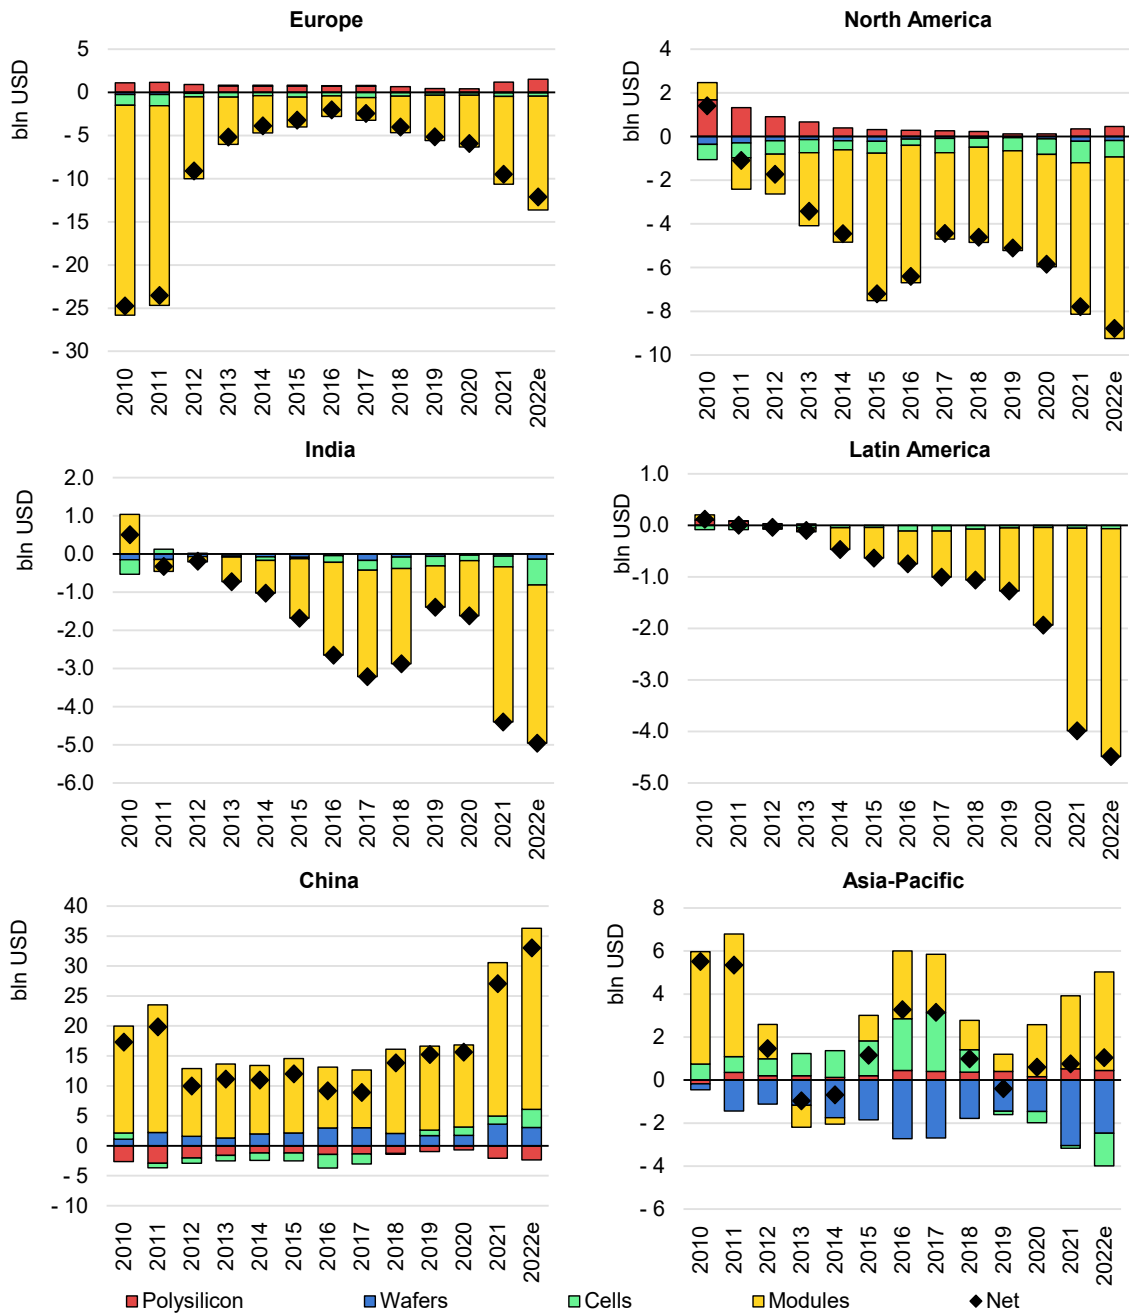 Europe
bln USD
5
0
- 5
- 10
- 15
- 20
- 25
- 30
2010 2011 2012 2013 2014 2015 2016 2017 2018 2019 2020 2021 2022e
North America
bln USD
4
2
0
- 2
- 4
- 6
- 8
- 10
2010 2011 2012 2013 2014 2015 2016 2017 2018 2019 2020 2021 2022e
India
bln USD
2.0
1.0
0.0
-1.0
-2.0
-3.0
-4.0
-5.0
-6.0
2010 2011 2012 2013 2014 2015 2016 2017 2018 2019 2020 2021 2022e
Latin America
bln USD
1.0
0.0
-1.0
-2.0
-3.0
-4.0
-5.0
2010 2011 2012 2013 2014 2015 2016 2017 2018 2019 2020 2021 2022e
China
bln USD
40
35
30
25
20
15
10
5
0
- 5
- 10
2010 2011 2012 2013 2014 2015 2016 2017 2018 2019 2020 2021 2022e
Asia-Pacific
bln USD
8
6
4
2
0
- 2
- 4
- 6
2010 2011 2012 2013 2014 2015 2016 2017 2018 2019 2020 2021 2022e
Polysilicon Wafers Cells Modules Net